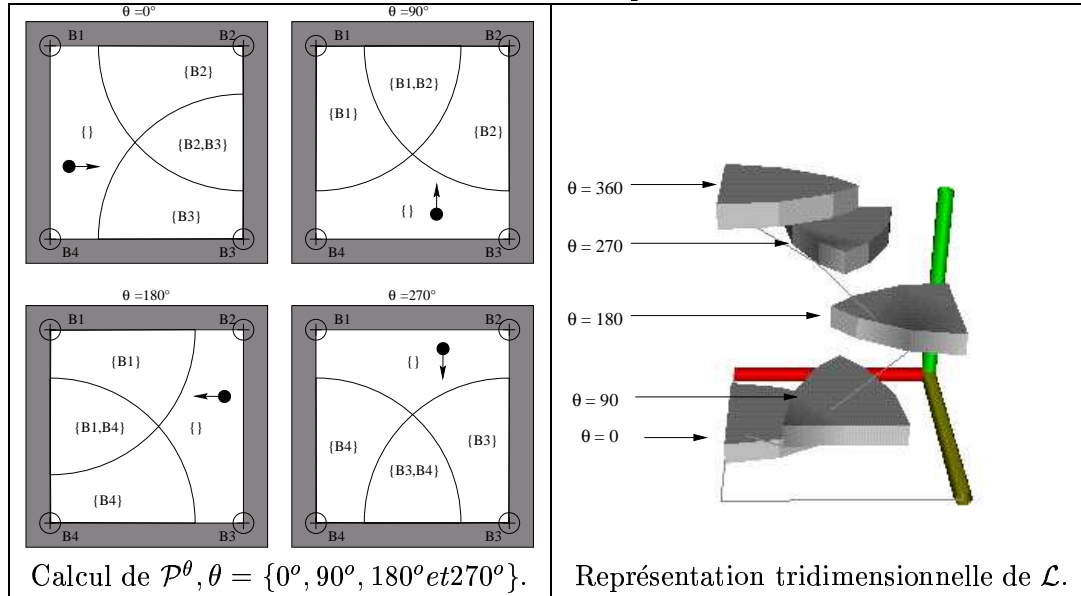 θ =0°
B1 B2
{B2}
{}
{B2,B3}
{B3}
B4 B3
θ =90°
B1 B2
{B1,B2}
{B1}
{B2}
{}
B4 B3
θ =180°
B1 B2
{B1}
{B1,B4}
{}
{B4}
B4 B3
θ =270°
B1 B2
{}
{B4}
{B3}
{B3,B4}
B4 B3
Calcul de 𝒫^θ, θ = {0°, 90°, 180° et270°}.
θ = 360
θ = 270
θ = 180
θ = 90
θ = 0
Représentation tridimensionnelle de ℒ.